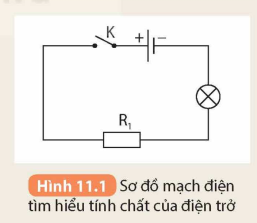 K
+ −
R₁
Hình 11.1 Sơ đồ mạch điện
tìm hiểu tính chất của điện trở